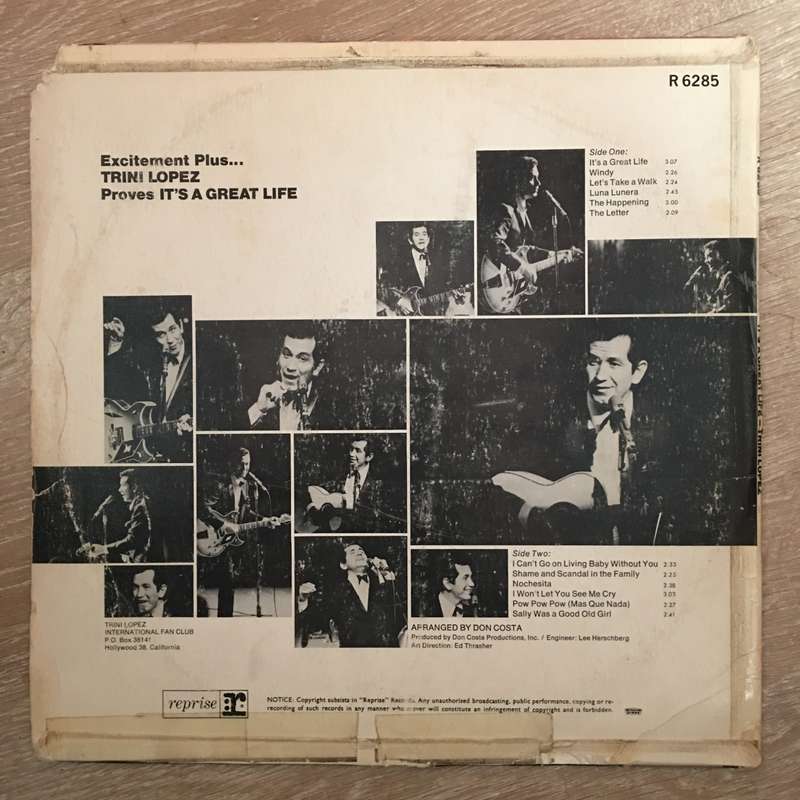 R 6285
Excitement Plus...
TRINI LOPEZ
Proves IT'S A GREAT LIFE
Side One:
It's a Great Life 3:07
Windy 2:26
Let's Take a Walk 2:24
Luna Lunera 2:43
The Happening 3:00
The Letter 2:09
IT'S A GREAT LIFE - TRINI LOPEZ
Side Two:
I Can't Go on Living Baby Without You 2:33
Shame and Scandal in the Family 2:25
Nochesita 2:38
I Won't Let You See Me Cry 3:03
Pow Pow Pow (Mas Que Nada) 2:37
Sally Was a Good Old Girl 2:41
TRINI LOPEZ
INTERNATIONAL FAN CLUB
P.O. Box 38141
Hollywood 38, California
ARRANGED BY DON COSTA
Produced by Don Costa Productions, Inc. / Engineer: Lee Herschberg
Art Direction: Ed Thrasher
reprise r:
NOTICE: Copyright subsists in "Reprise" Records. Any unauthorized broadcasting, public performance, copying or re-
recording of such records in any manner whatever will constitute an infringement of copyright and is forbidden.